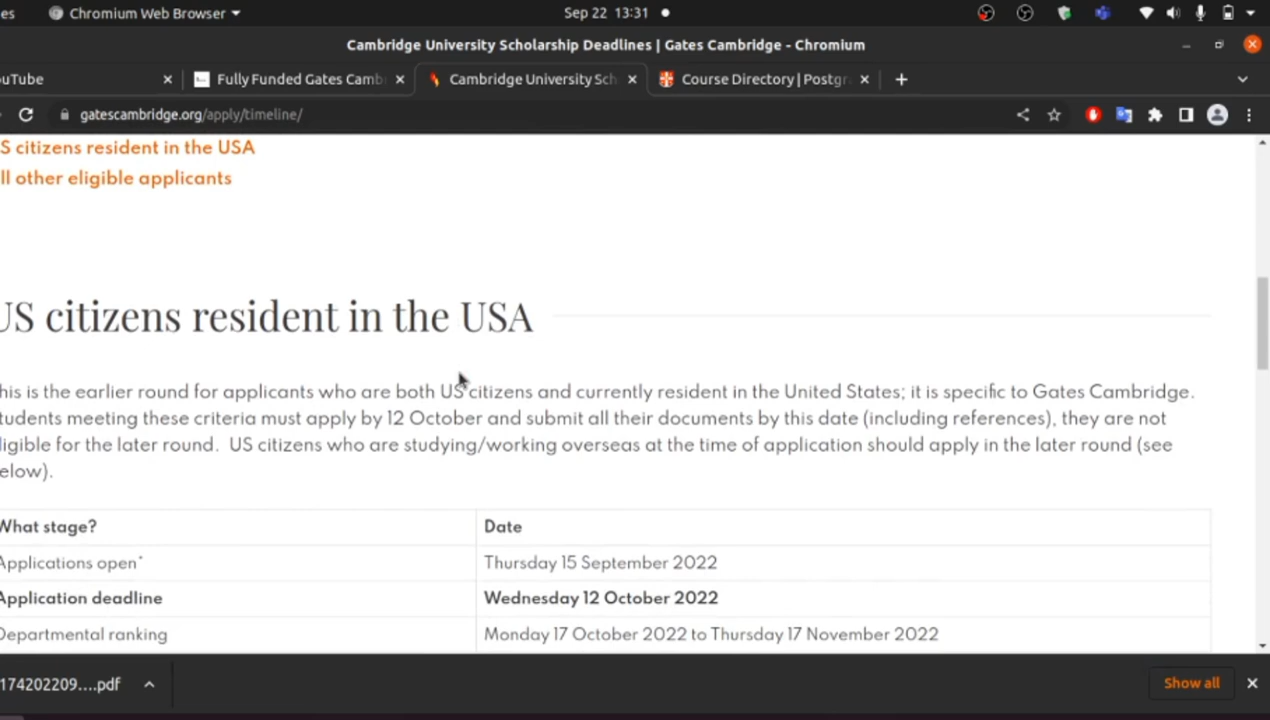 es Chromium Web Browser Sep 22 13:31
Cambridge University Scholarship Deadlines | Gates Cambridge - Chromium
ouTube Fully Funded Gates Camb Cambridge University Sch Course Directory | Postgr
gatescambridge.org/apply/timeline/
S citizens resident in the USA
ll other eligible applicants
US citizens resident in the USA
his is the earlier round for applicants who are both US citizens and currently resident in the United States; it is specific to Gates Cambridge.
tudents meeting these criteria must apply by 12 October and submit all their documents by this date (including references), they are not
ligible for the later round. US citizens who are studying/working overseas at the time of application should apply in the later round (see
elow).
What stage? Date
Applications open* Thursday 15 September 2022
Application deadline Wednesday 12 October 2022
Departmental ranking Monday 17 October 2022 to Thursday 17 November 2022
174202209....pdf Show all